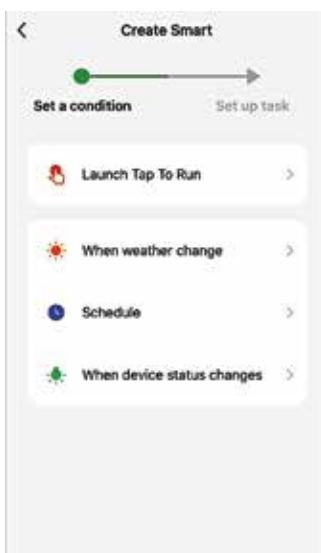 Create Smart
Set a condition
Set up task
Launch Tap To Run
When weather change
Schedule
When device status changes